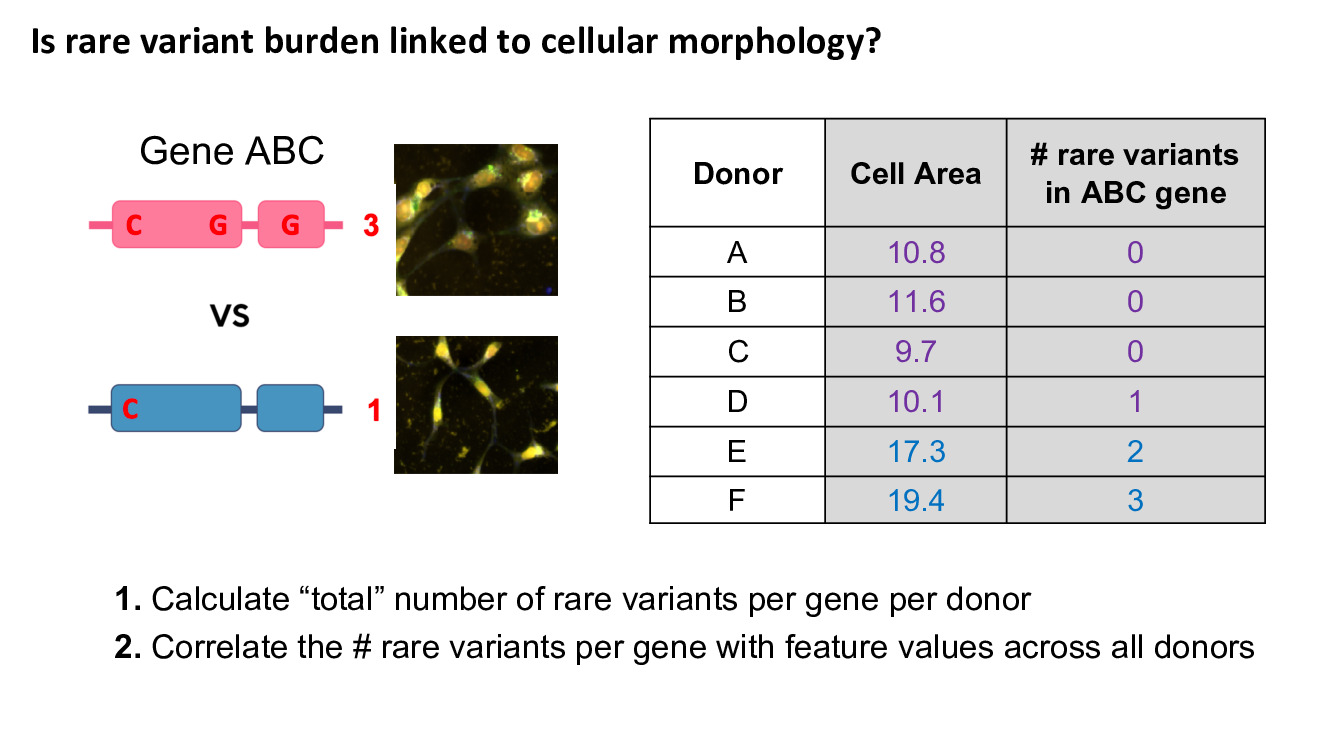 Is rare variant burden linked to cellular morphology?
Gene ABC
C G G 3
vs
C 1
Donor Cell Area # rare variants in ABC gene
A 10.8 0
B 11.6 0
C 9.7 0
D 10.1 1
E 17.3 2
F 19.4 3
1. Calculate “total” number of rare variants per gene per donor
2. Correlate the # rare variants per gene with feature values across all donors